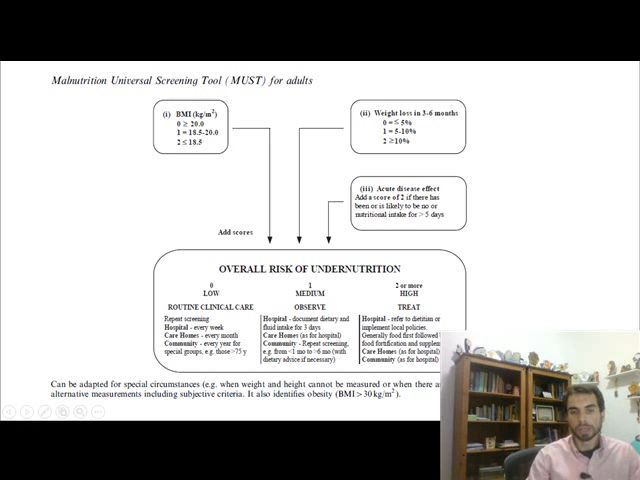 Malnutrition Universal Screening Tool (MUST) for adults
(i) BMI (kg/m²)
0 ≥ 20.0
1 = 18.5-20.0
2 ≤ 18.5
(ii) Weight loss in 3-6 months
0 = ≤ 5%
1 = 5-10%
2 ≥10%
(iii) Acute disease effect
Add a score of 2 if there has
been or is likely to be no or
nutritional intake for > 5 days
Add scores
OVERALL RISK OF UNDERNUTRITION
0
LOW
ROUTINE CLINICAL CARE
Repeat screening
Hospital - every week
Care Homes - every month
Community - every year for
special groups, e.g. those >75 y
1
MEDIUM
OBSERVE
Hospital - document dietary and
fluid intake for 3 days
Care Homes (as for hospital)
Community - Repeat screening,
e.g. from <1 mo to >6 mo (with
dietary advice if necessary)
2 or more
HIGH
TREAT
Hospital - refer to dietitian or
implement local policies.
Generally food first followed
food fortification and
Care Homes (as for hospital)
Community (as for hospital)
Can be adapted for special circumstances (e.g. when weight and height cannot be measured or when there
alternative measurements including subjective criteria. It also identifies obesity (BMI > 30 kg/m²).